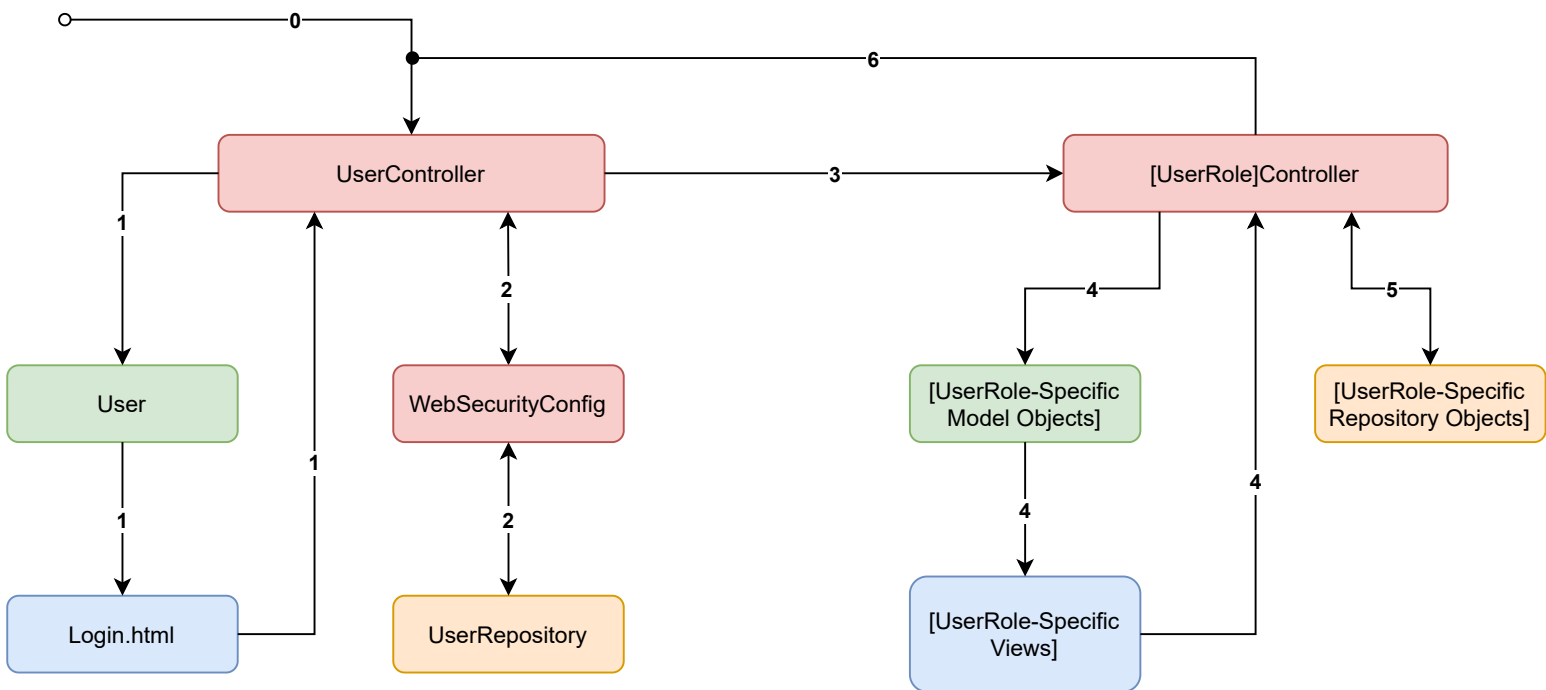 0
6
UserController
3
[UserRole]Controller
1
2
4
5
User
WebSecurityConfig
[UserRole-Specific
Model Objects]
[UserRole-Specific
Repository Objects]
1
1
2
4
4
Login.html
UserRepository
[UserRole-Specific
Views]